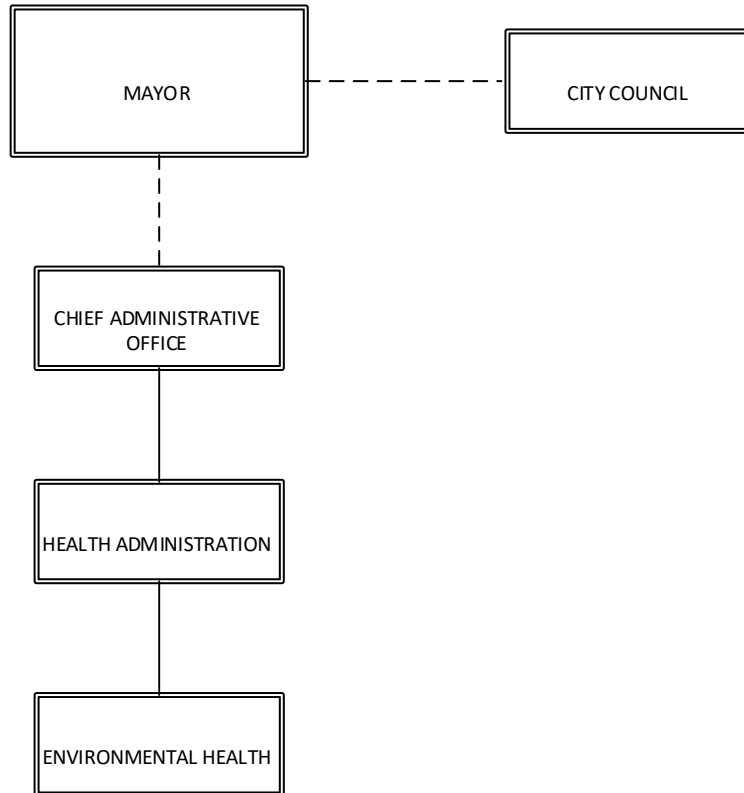 MAYOR
CITY COUNCIL
CHIEF ADMINISTRATIVE
OFFICE
HEALTH ADMINISTRATION
ENVIRONMENTAL HEALTH